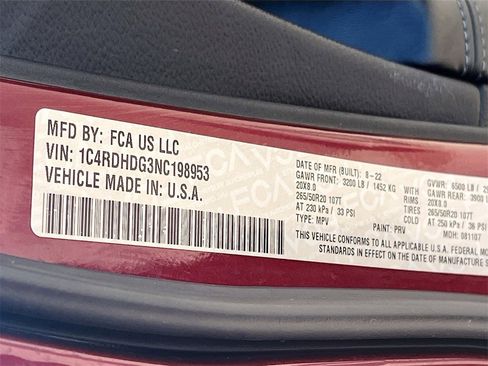 MFD BY: FCA US LLC
VIN: 1C4RDHDG3NC198953
VEHICLE MADE IN: U.S.A.
DATE OF MFR (BUILT): 8-22 GVWR: 6500 LB
GAWR FRONT: 3200 LB / 1452 KG GAWR REAR: 3900
20X8.0 RIMS 20X8.0
265/50R20 107T TIRES 265/50R20 107T
AT 230 kPa / 33 PSI COLD AT 250 kPa / 36 PSI
TYPE: MPV PAINT: PRV MDH: 081107
THIS VEHICLE CONFORMS TO ALL APPLICABLE U.S.A. FEDERAL
STANDARDS IN EFFECT ON THE DATE OF MANUFACTURE